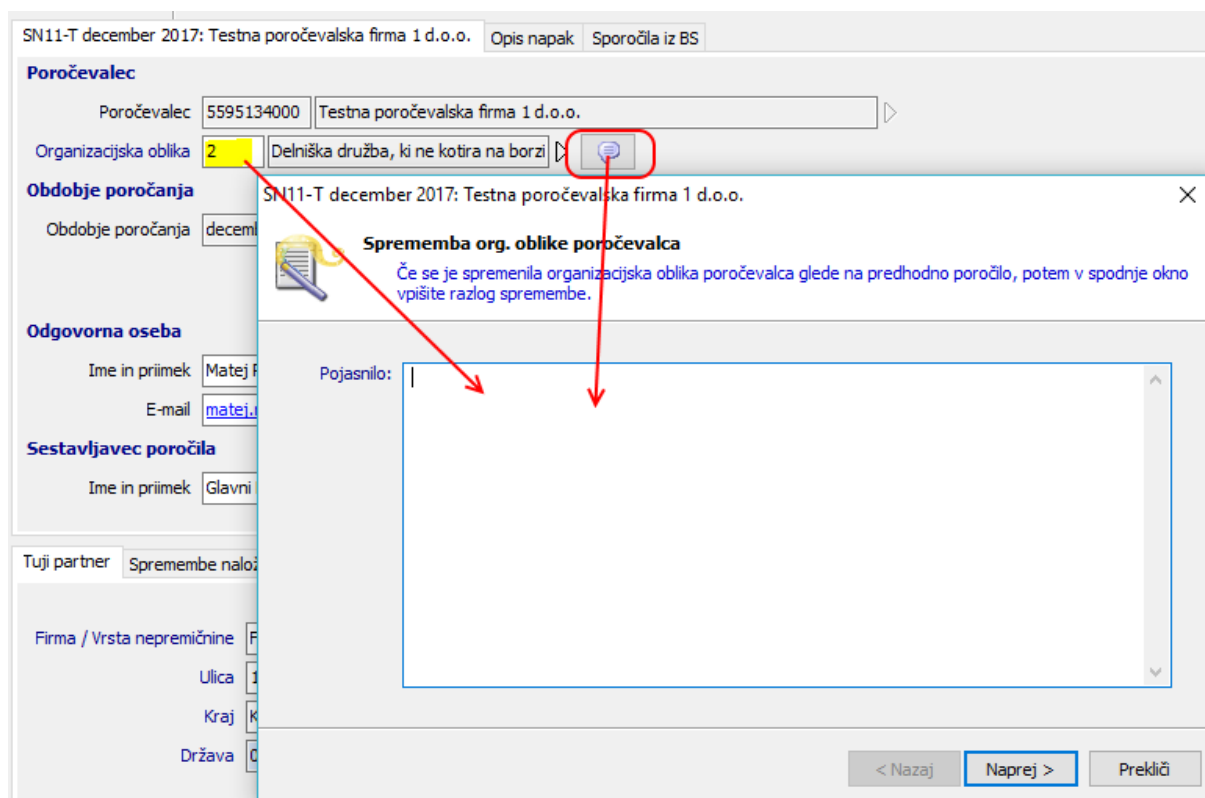 SN11-T december 2017: Testna poročevalska firma 1 d.o.o. Opis napak Sporočila iz BS
Poročevalec
Poročevalec 5595134000 Testna poročevalska firma 1 d.o.o.
Organizacijska oblika 2 Delniška družba, ki ne kotira na borzi
Obdobje poročanja
Obdobje poročanja
Odgovorna oseba
Ime in priimek Matej
E-mail
Sestavljavec poročila
Ime in priimek Glavni
Tuji partner Spremembe
Firma / Vrsta nepremičnine
Ulica
Kraj
Država
SN11-T december 2017: Testna poročevalska firma 1 d.o.o.
Sprememba org. oblike poročevalca
Če se je spremenila organizacijska oblika poročevalca glede na predhodno poročilo, potem v spodnje okno
vpišite razlog spremembe.
Pojasnilo:
< Nazaj Naprej > Prekliči